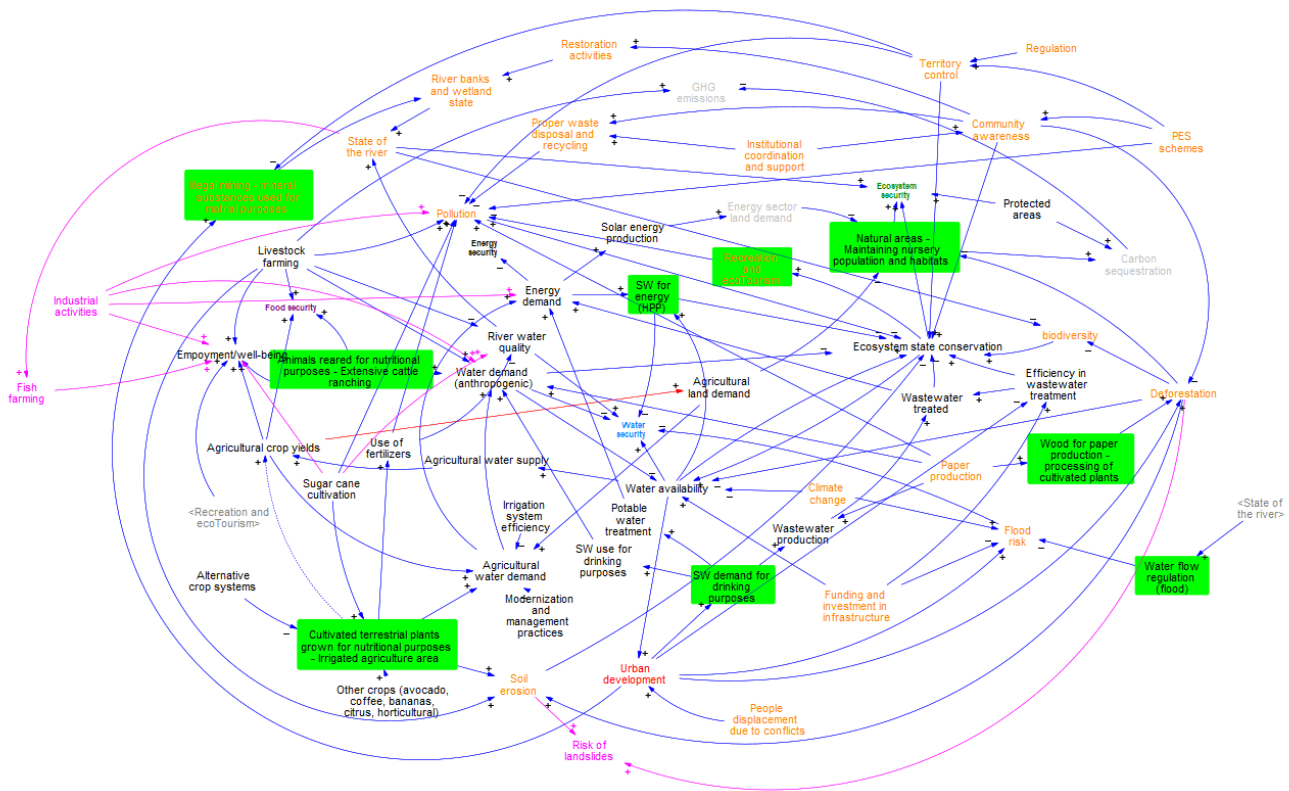 Restoration
activities
Regulation
Territory
control
River banks
and wetland
state
GHG
emissions
Proper waste
disposal and
recycling
Community
awareness
State of
the river
Institutional
coordination
and support
PES
schemes
Illegal mining - mineral
substances used for
material purposes
Ecosystem
security
Pollution
Energy sector
land demand
Protected
areas
Solar energy
production
Energy
security
Natural areas -
Maintaining nursery
populatiion and habitats
Livestock
farming
Recreation
and
ecoTourism
Carbon
sequestration
Industrial
activities
Food security
Energy
demand
SW for
energy
(HPP)
River water
quality
biodiversity
Empoyment/well-being
Ecosystem state conservation
Animals reared for nutritional
purposes - Extensive cattle
ranching
Water demand
(anthropogenic)
Efficiency in
wastewater
treatment
Fish
farming
Agricultural
land demand
Wastewater
treated
Deforestation
Water
security
Agricultural crop yields
Use of
fertilizers
Wood for paper
production -
processing of
cultivated plants
Agricultural water supply
Paper
production
Sugar cane
cultivation
Water availability
Climate
change
<Recreation and
ecoTourism>
Irrigation
system
efficiency
Potable
water
treatment
Wastewater
production
<State of
the river>
Flood
risk
SW use for
drinking
purposes
Agricultural
water demand
Alternative
crop systems
SW demand for
drinking
purposes
Water flow
regulation
(flood)
Modernization
and
management
practices
Funding and
investment in
infrastructure
Cultivated terrestrial plants
grown for nutritional purposes
- Irrigated agriculture area
Urban
development
Soil
erosion
Other crops (avocado,
coffee, bananas,
citrus, horticultural)
People
displacement
due to conflicts
Risk of
landslides